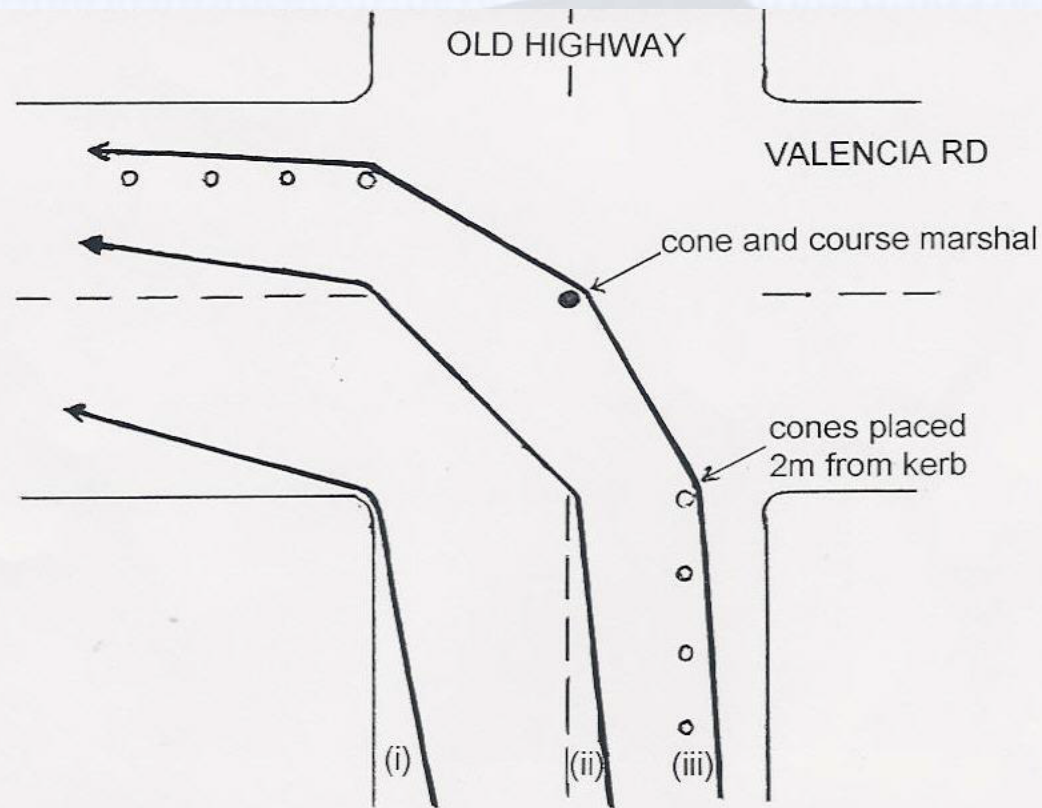 OLD HIGHWAY
VALENCIA RD
cone and course marshal
cones placed
2m from kerb
(i)
(ii)
(iii)